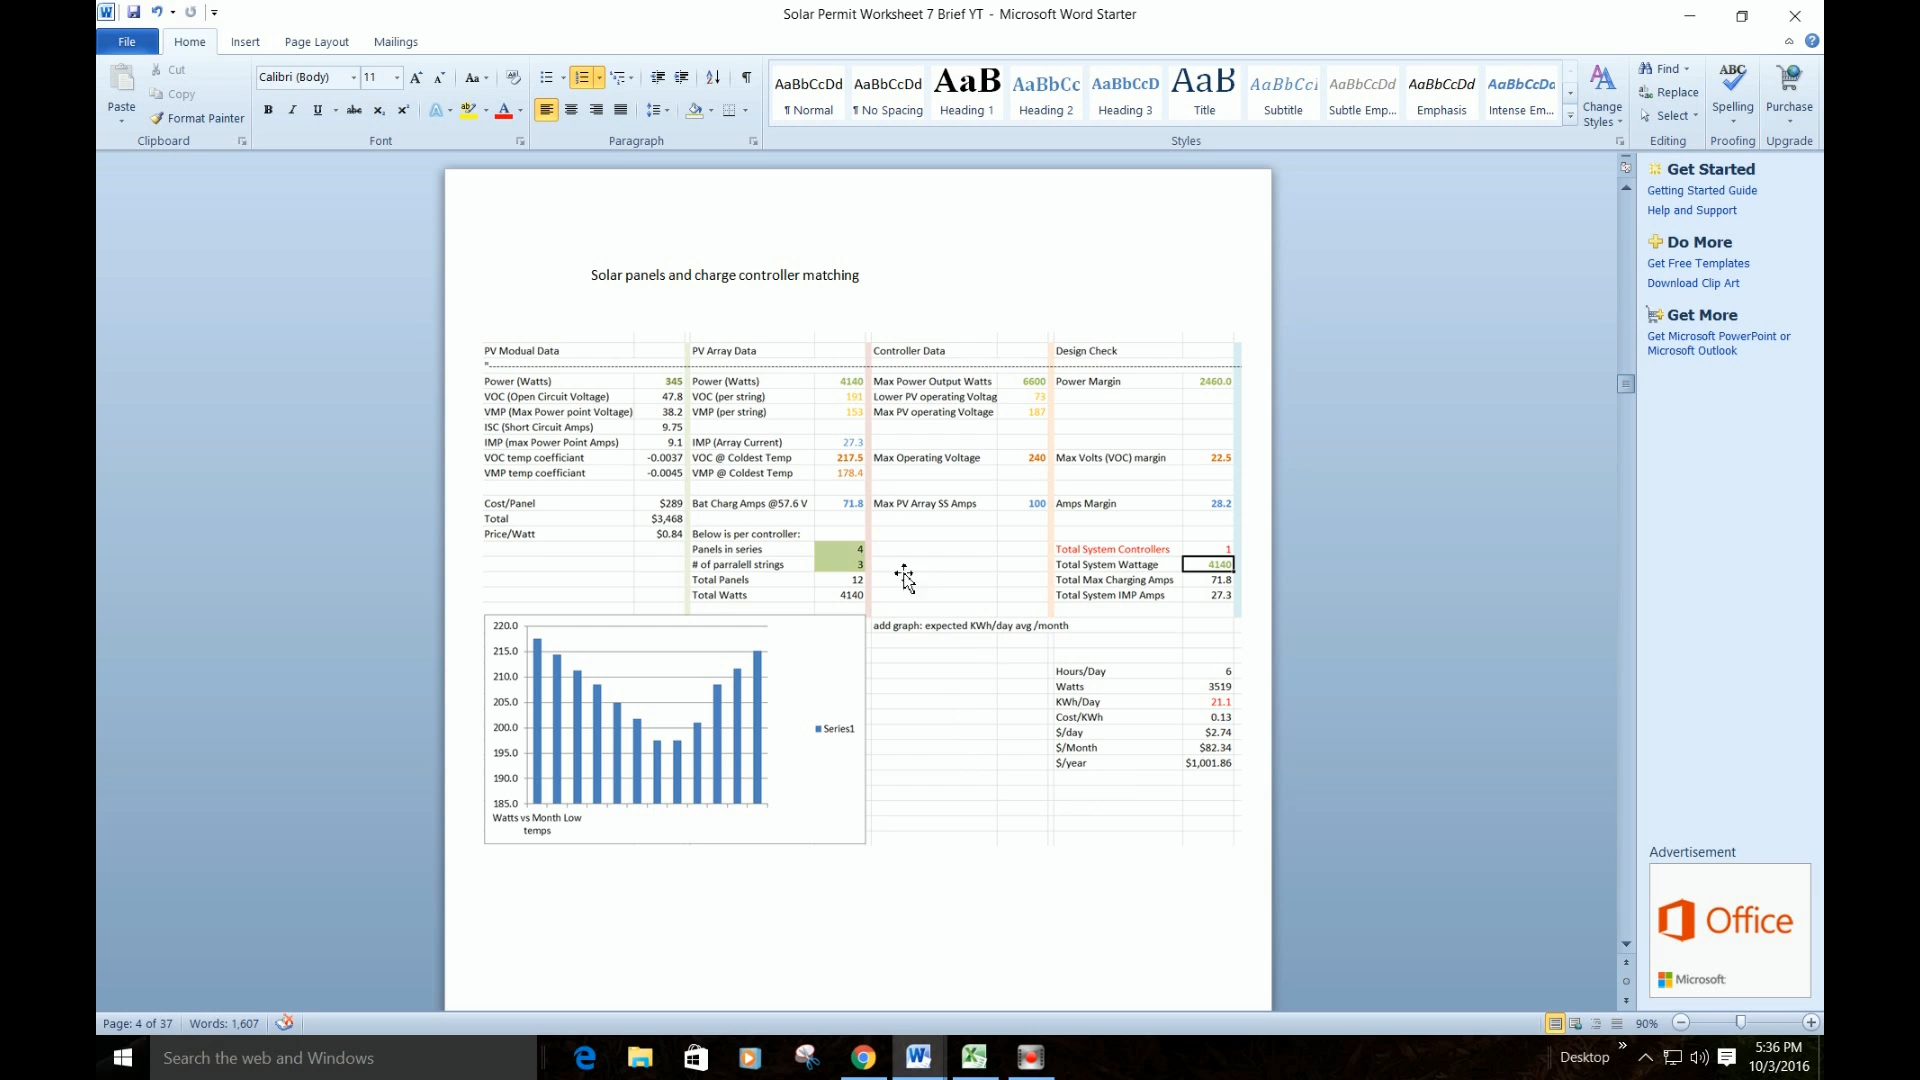 Solar Permit Worksheet 7 Brief YT - Microsoft Word Starter
File Home Insert Page Layout Mailings
Paste
Cut
Copy
Format Painter
Clipboard
Calibri (Body) 11
Font
Paragraph
AaBbCcDd AaBbCcDd AaB AaBbCc AaBbCcD AaB AaBbCcI AaBbCcDd AaBbCcDd AaBbCcDc
¶ Normal ¶ No Spacing Heading 1 Heading 2 Heading 3 Title Subtitle Subtle Emp... Emphasis Intense Em...
Styles
Change Styles
Find
Replace
Select
Editing
ABC
Spelling
Proofing
Purchase
Upgrade
Solar panels and charge controller matching
PV Modual Data PV Array Data Controller Data Design Check
Power (Watts) 345 Power (Watts) 4140 Max Power Output Watts 6600 Power Margin 2460.0
VOC (Open Circuit Voltage) 47.8 VOC (per string) 191 Lower PV operating Voltag 73
VMP (Max Power point Voltage) 38.2 VMP (per string) 153 Max PV operating Voltage 187
ISC (Short Circuit Amps) 9.75
IMP (max Power Point Amps) 9.1 IMP (Array Current) 27.3
VOC temp coefficiant -0.0037 VOC @ Coldest Temp 217.5 Max Operating Voltage 240 Max Volts (VOC) margin 22.5
VMP temp coefficiant -0.0045 VMP @ Coldest Temp 178.4
Cost/Panel $289 Bat Charg Amps @57.6 V 71.8 Max PV Array SS Amps 100 Amps Margin 28.2
Total $3,468
Price/Watt $0.84 Below is per controller:
Panels in series 4 Total System Controllers 1
# of parralell strings 3 Total System Wattage 4140
Total Panels 12 Total Max Charging Amps 71.8
Total Watts 4140 Total System IMP Amps 27.3
add graph: expected KWh/day avg /month
220.0
215.0
210.0
205.0
200.0
195.0
190.0
185.0
Series1
Watts vs Month Low
temps
Hours/Day 6
Watts 3519
KWh/Day 21.1
Cost/KWh 0.13
$/day $2.74
$/Month $82.34
$/year $1,001.86
Get Started
Getting Started Guide
Help and Support
Do More
Get Free Templates
Download Clip Art
Get More
Get Microsoft PowerPoint or
Microsoft Outlook
Advertisement
Office
Microsoft
Page: 4 of 37 Words: 1,607 90%
Search the web and Windows
Desktop
5:36 PM
10/3/2016